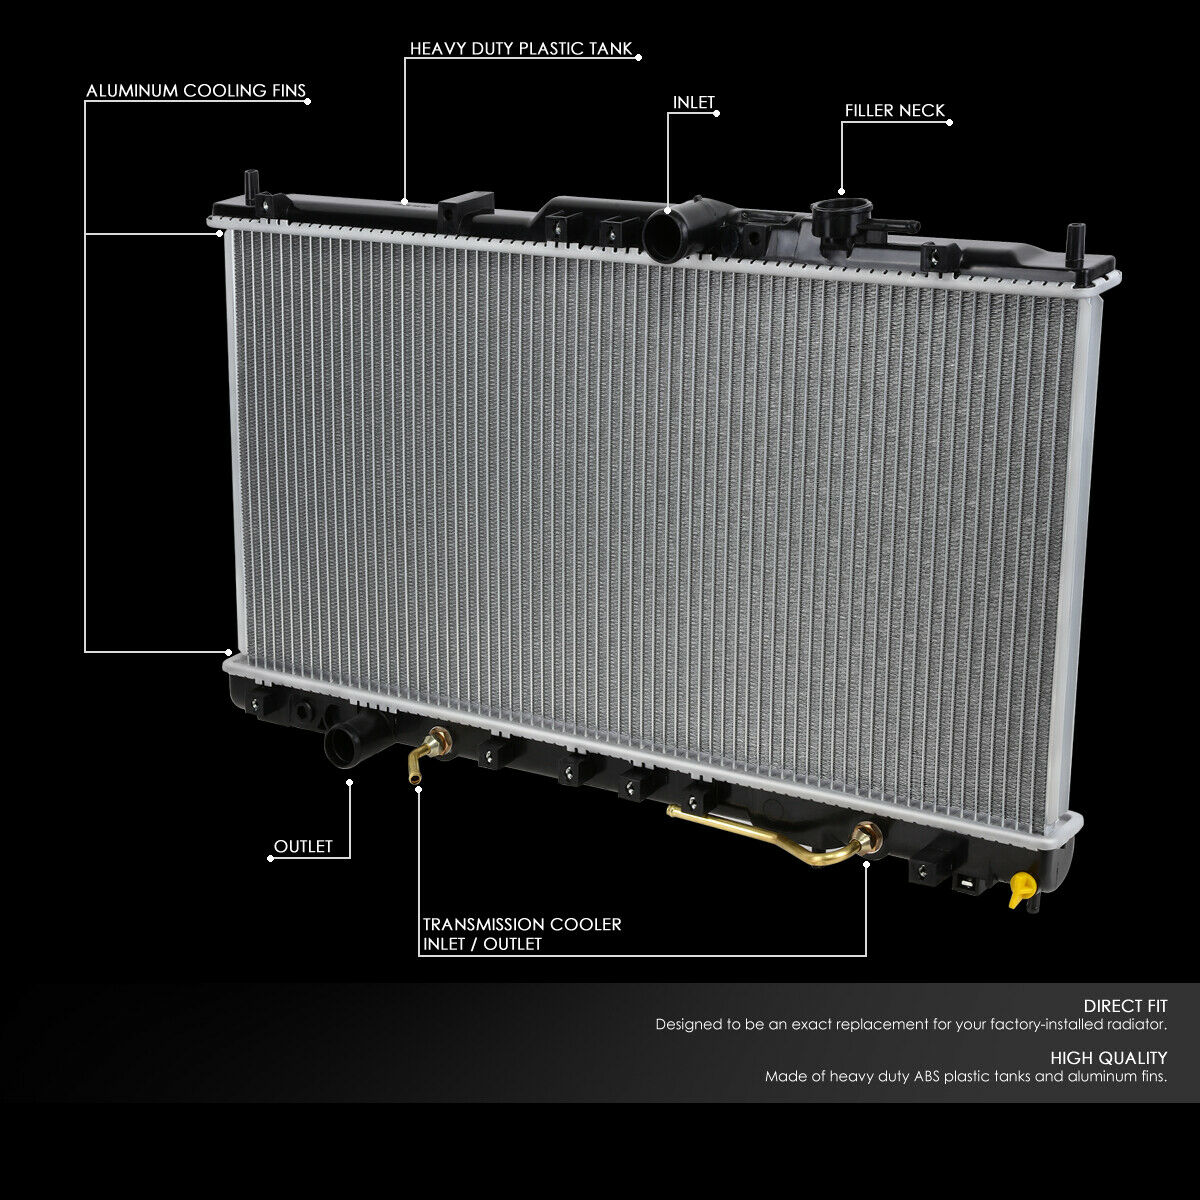 HEAVY DUTY PLASTIC TANK
ALUMINUM COOLING FINS
INLET
FILLER NECK
OUTLET
TRANSMISSION COOLER
INLET / OUTLET
DIRECT FIT
Designed to be an exact replacement for your factory-installed radiator.
HIGH QUALITY
Made of heavy duty ABS plastic tanks and aluminum fins.